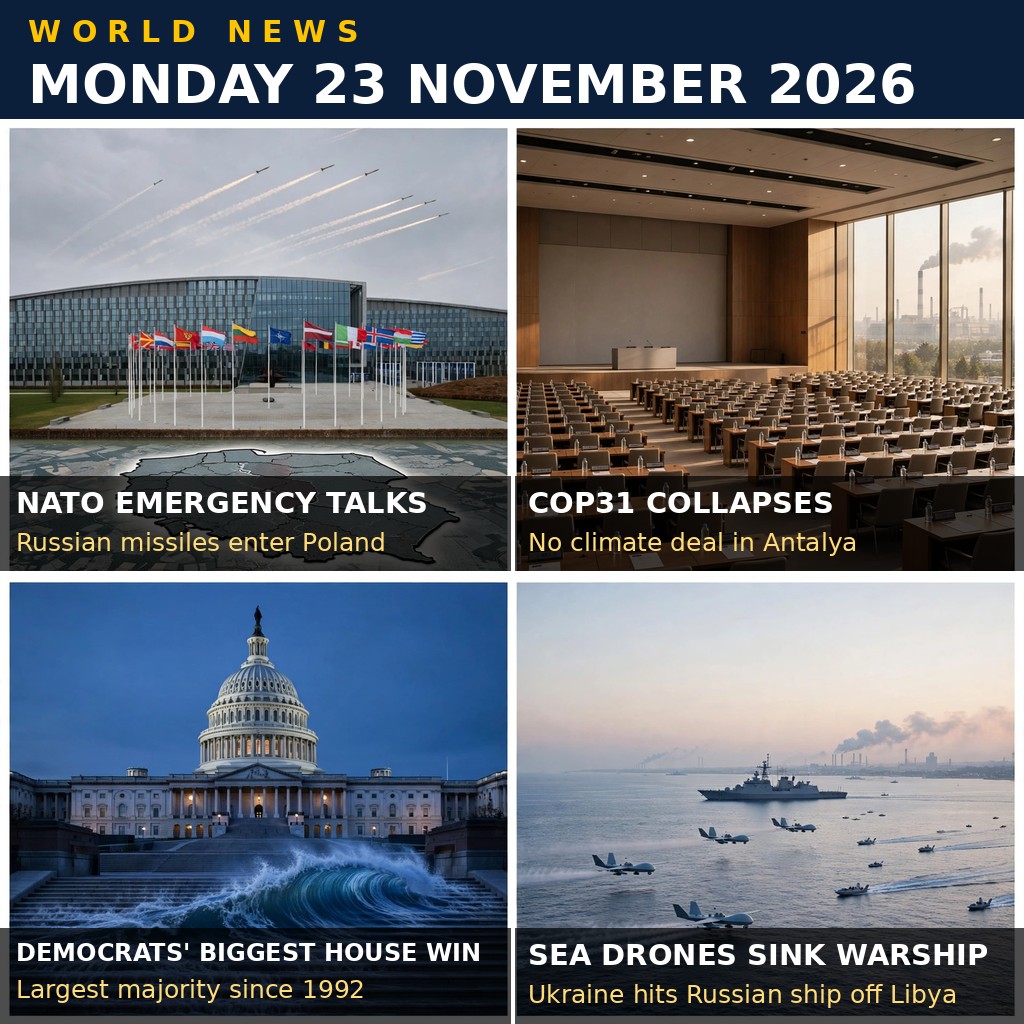 WORLD NEWS
MONDAY 23 NOVEMBER 2026
NATO EMERGENCY TALKS
Russian missiles enter Poland
COP31 COLLAPSES
No climate deal in Antalya
DEMOCRATS' BIGGEST HOUSE WIN
Largest majority since 1992
SEA DRONES SINK WARSHIP
Ukraine hits Russian ship off Libya